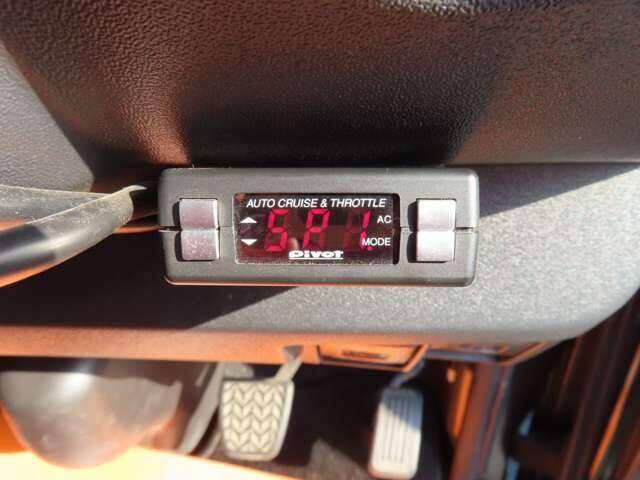 AUTO CRUISE & THROTTLE
SP1.
AC
MODE
PIVOT